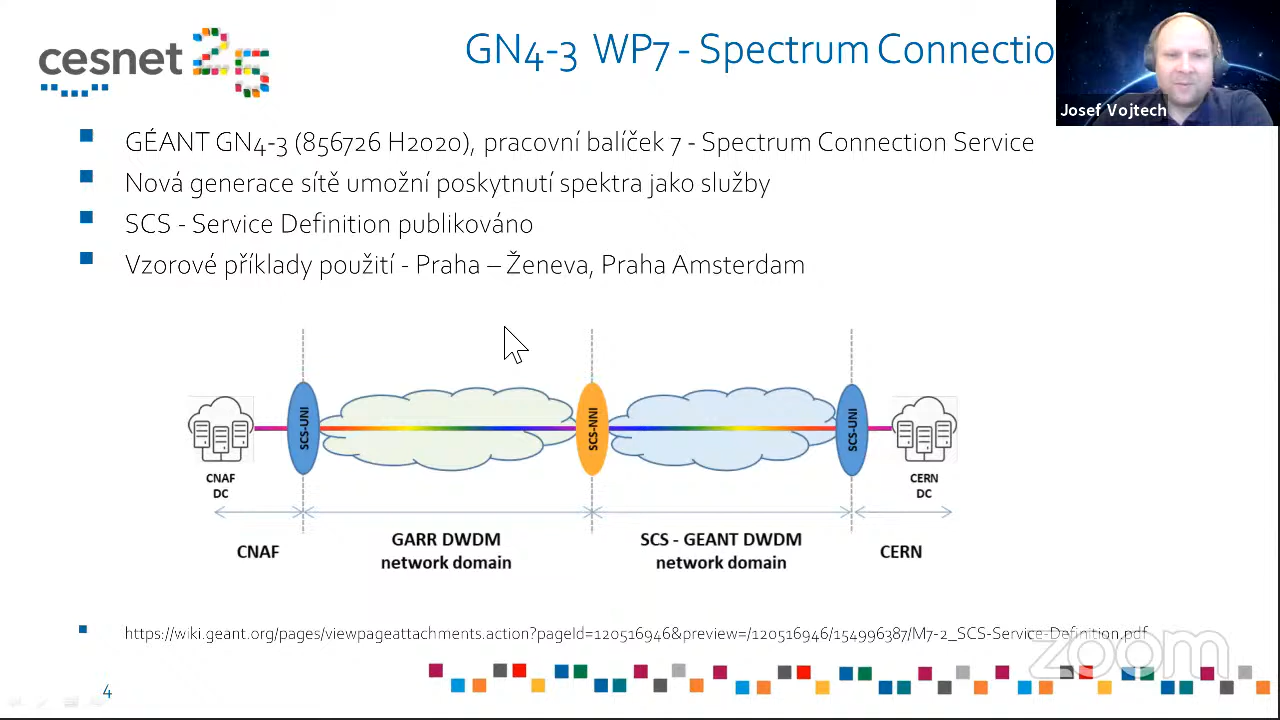 cesnet 25
GN4-3 WP7 - Spectrum Connectio
Josef Vojtech
GÉANT GN4-3 (856726 H2020), pracovní balíček 7 - Spectrum Connection Service
Nová generace sítě umožní poskytnutí spektra jako služby
SCS - Service Definition publikováno
Vzorové příklady použití - Praha – Ženeva, Praha Amsterdam
SCS-UNI
SCS-NNI
SCS-UNI
CNAF
DC
CERN
DC
CNAF
GARR DWDM
network domain
SCS - GEANT DWDM
network domain
CERN
https://wiki.geant.org/pages/viewpageattachments.action?pageId=120516946&preview=/120516946/154996387/M7-2_SCS-Service-Definition.pdf
zoom
4